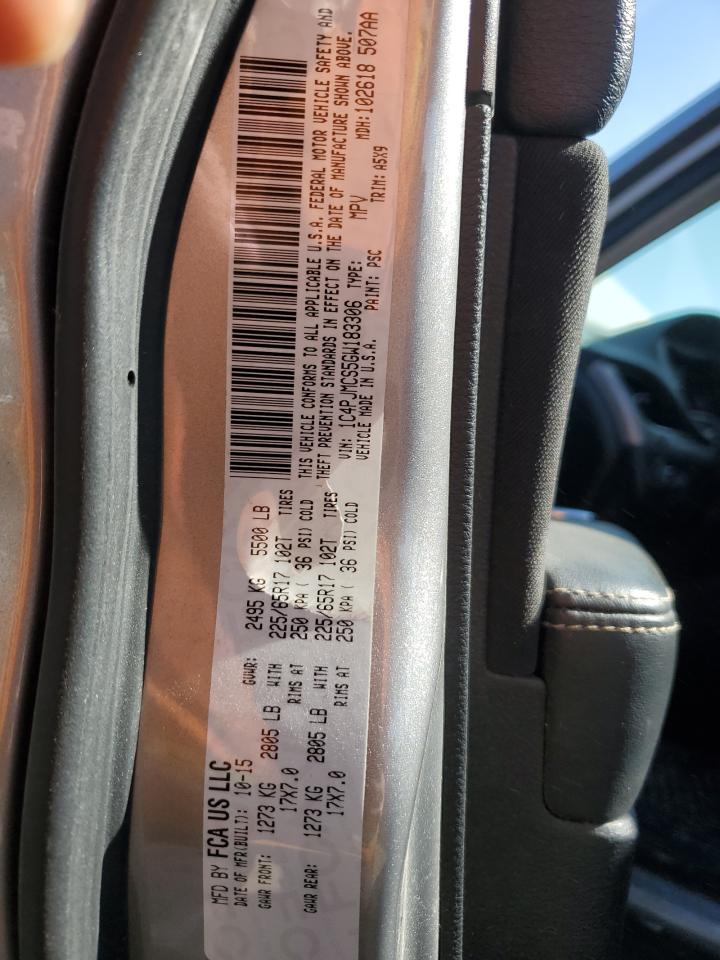 MFD BY FCA US LLC
DATE OF MFR(BUILT): 10-15 GVWR: 2495 KG 5500 LB
GAWR FRONT: 1273 KG 2805 LB WITH 225/65R17 102T TIRES
17X7.0 RIMS AT 250 KPA ( 36 PSI) COLD
GAWR REAR: 1273 KG 2805 LB WITH 225/65R17 102T TIRES
17X7.0 RIMS AT 250 KPA ( 36 PSI) COLD
THIS VEHICLE CONFORMS TO ALL APPLICABLE U.S.A. FEDERAL MOTOR VEHICLE SAFETY AND
THEFT PREVENTION STANDARDS IN EFFECT ON THE DATE OF MANUFACTURE SHOWN ABOVE.
VIN: 1C4PJMCS5GW183306 TYPE: MPV MDH: 102618 507AA
VEHICLE MADE IN U.S.A. PAINT: PSC TRIM: A5X9